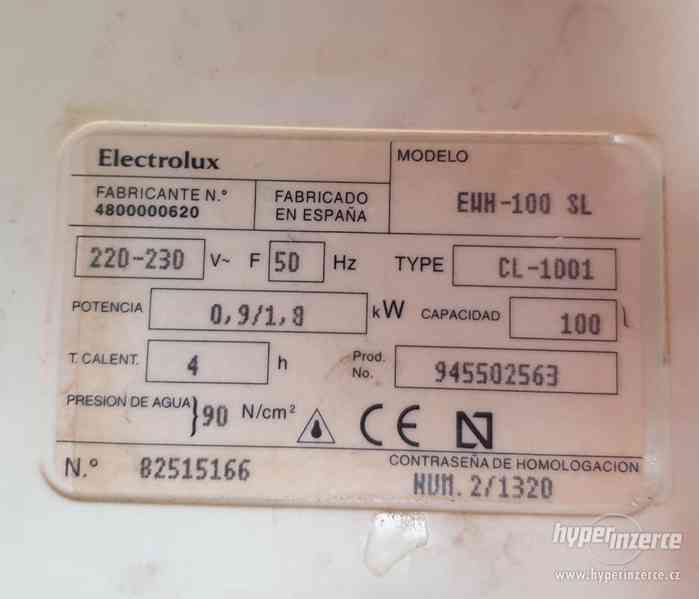 Electrolux
MODELO
FABRICANTE N.º
4800000620
FABRICADO
EN ESPAÑA
EWH-100 SL
220-230 V~ F 50 Hz TYPE CL-1001
POTENCIA 0,9/1,8 kW CAPACIDAD 100 l
T. CALENT. 4 h Prod. No. 945502563
PRESION DE AGUA } 90 N/cm² CE N
N.º 82515166
CONTRASEÑA DE HOMOLOGACION
NUM. 2/1320
hyperinzerce
www.hyperinzerce.cz